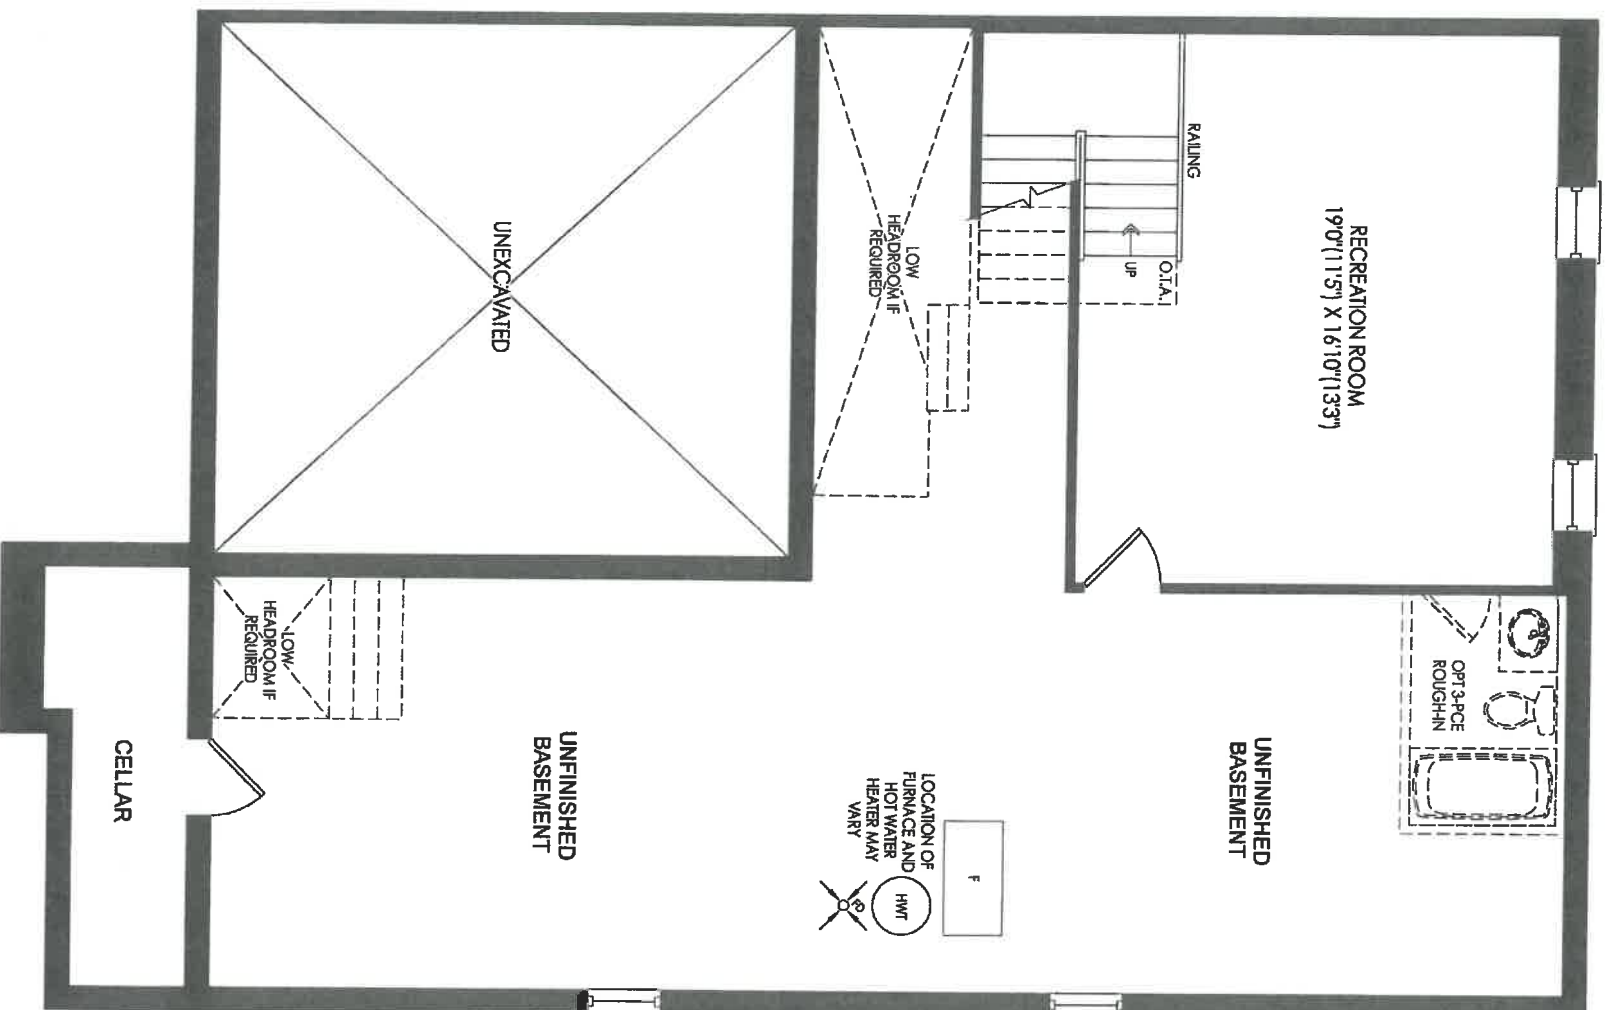 RECREATION ROOM
19'0"(11'5") X 16'10"(13'3")
RAILING
UP
O.T.A.
LOW
HEADROOM IF
REQUIRED
UNEXCAVATED
OPT 3-PCE
ROUGH-IN
UNFINISHED
BASEMENT
LOCATION OF
FURNACE AND
HOT WATER
HEATER MAY
VARY
F
HWT
FD
UNFINISHED
BASEMENT
LOW
HEADROOM IF
REQUIRED
CELLAR